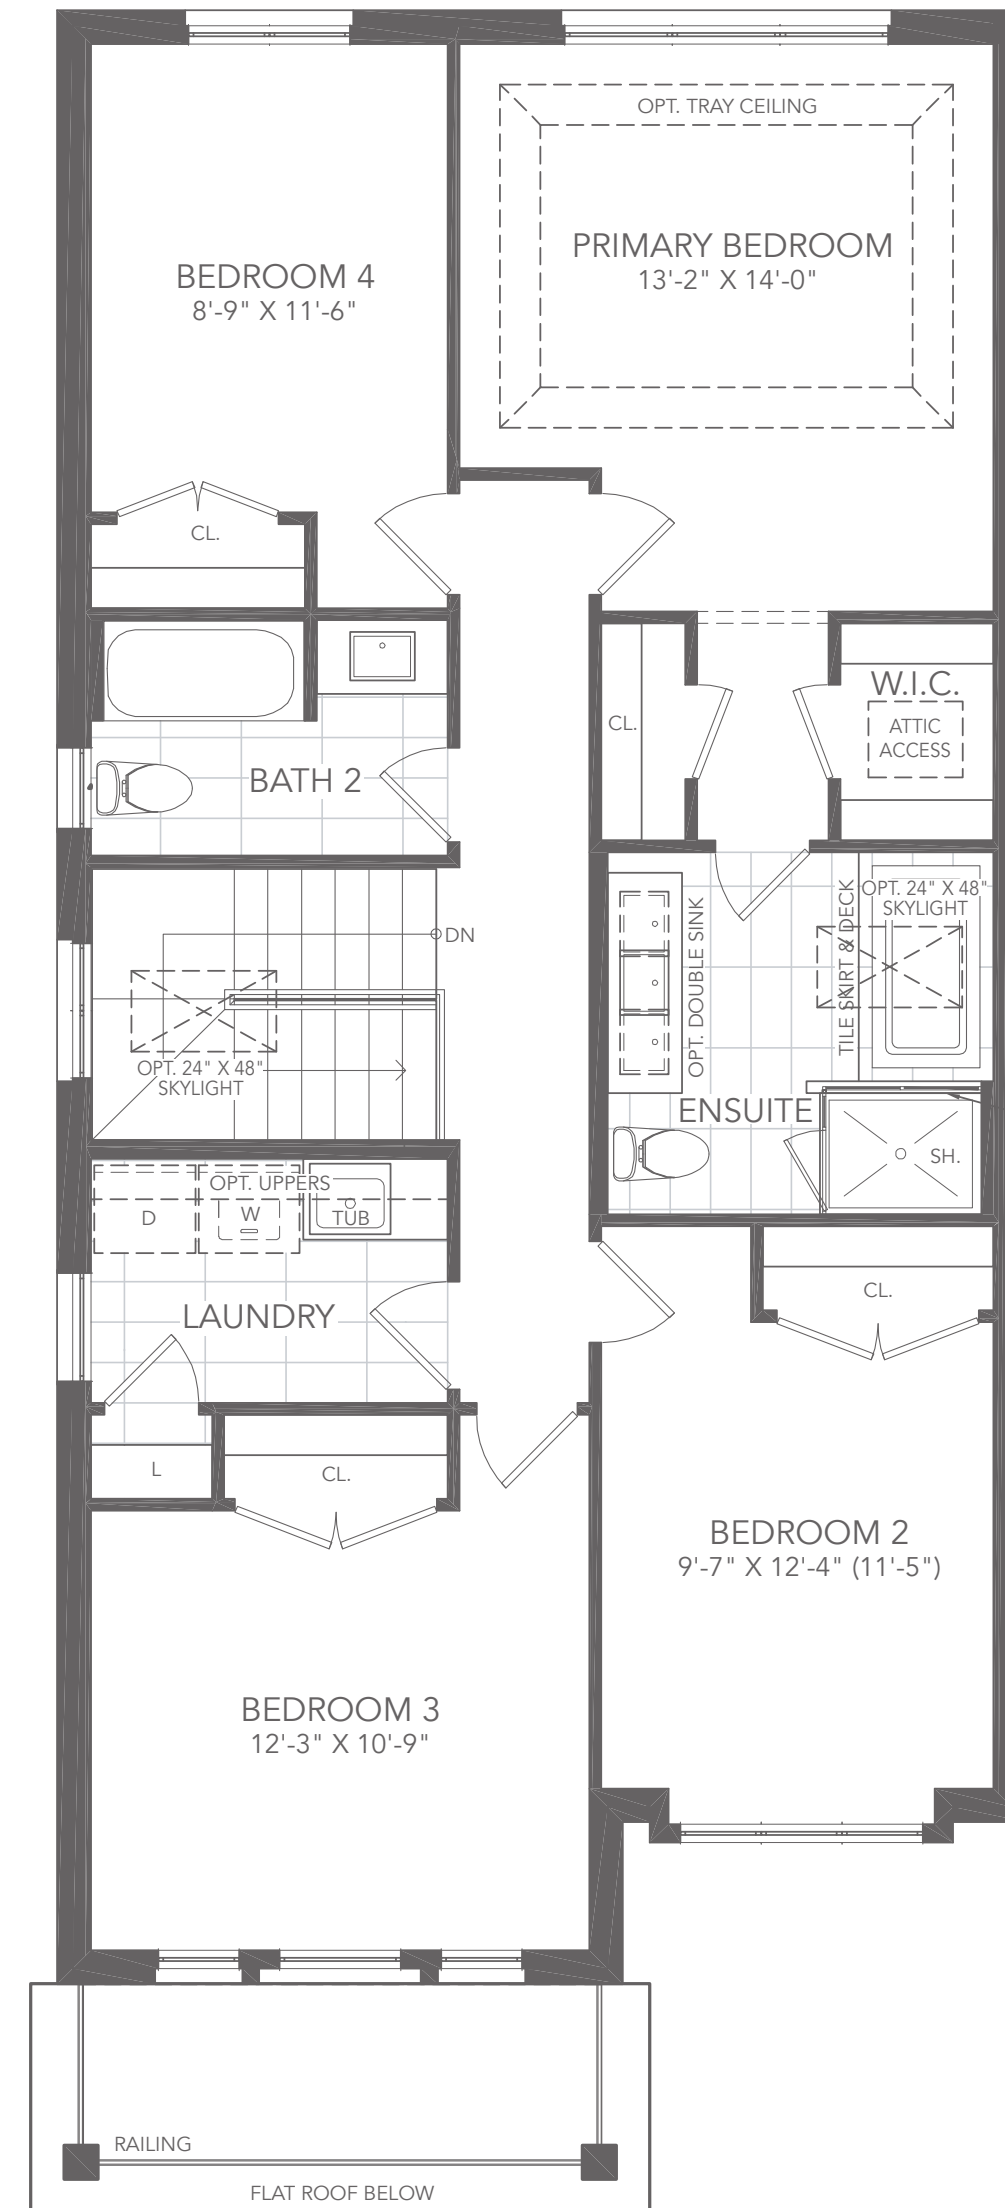 OPT. TRAY CEILING
PRIMARY BEDROOM
13'-2" X 14'-0"
BEDROOM 4
8'-9" X 11'-6"
CL.
W.I.C.
CL.
ATTIC
ACCESS
BATH 2
OPT. 24" X 48"
SKYLIGHT
TILE SKIRT & DECK
OPT. DOUBLE SINK
DN
OPT. 24" X 48"
SKYLIGHT
ENSUITE
SH.
OPT. UPPERS
D
W
TUB
LAUNDRY
CL.
L
CL.
BEDROOM 2
9'-7" X 12'-4" (11'-5")
BEDROOM 3
12'-3" X 10'-9"
RAILING
FLAT ROOF BELOW